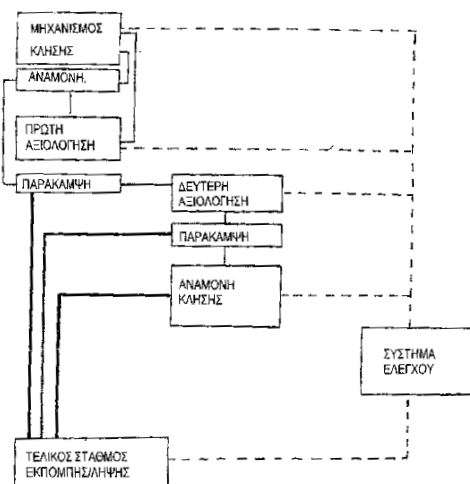 ΜΗΧΑΝΙΣΜΟΣ
ΚΛΗΣΗΣ
ΑΝΑΜΟΝΗ.
ΠΡΩΤΗ
ΑΞΙΟΛΟΓΗΣΗ
ΠΑΡΑΚΑΜΨΗ
ΔΕΥΤΕΡΗ
ΑΞΙΟΛΟΓΗΣΗ
ΠΑΡΑΚΑΜΨΗ
ΑΝΑΜΟΝΗ
ΚΛΗΣΗΣ
ΣΥΣΤΗΜΑ
ΕΛΕΓΧΟΥ
ΤΕΛΙΚΟΣ ΣΤΑΘΜΟΣ
ΕΚΠΟΜΠΗΣ/ΛΗΨΗΣ